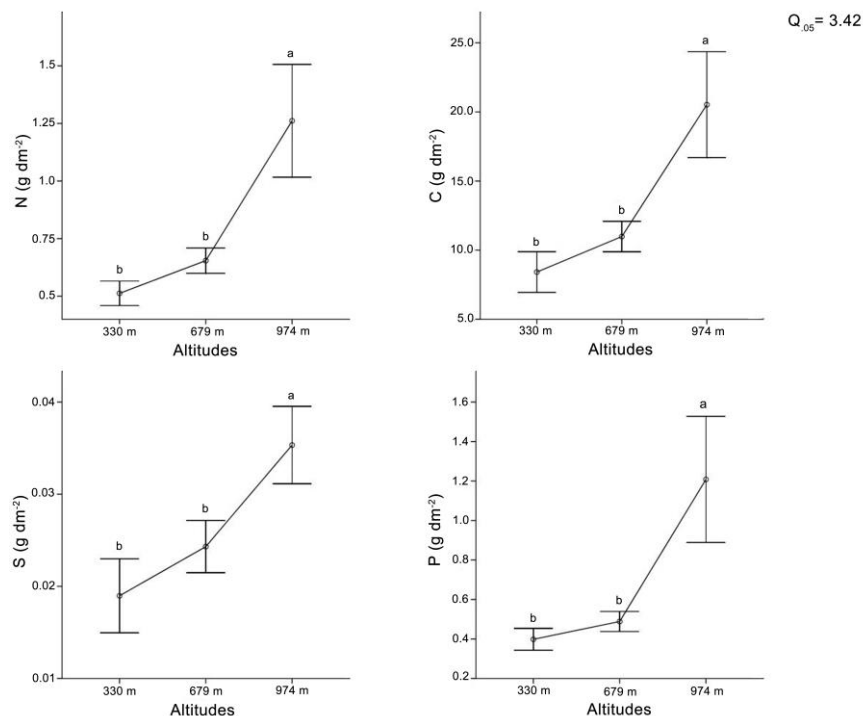 Q.05= 3.42
N (g dm-2)
1.5
1.25
1.0
0.75
0.5
b
b
a
330 m 679 m 974 m
Altitudes
C (g dm-2)
25.0
20.0
15.0
10.0
5.0
b
b
a
330 m 679 m 974 m
Altitudes
S (g dm-2)
0.04
0.03
0.02
0.01
b
b
a
330 m 679 m 974 m
Altitudes
P (g dm-2)
1.6
1.4
1.2
1.0
0.8
0.6
0.4
0.2
b
b
a
330 m 679 m 974 m
Altitudes